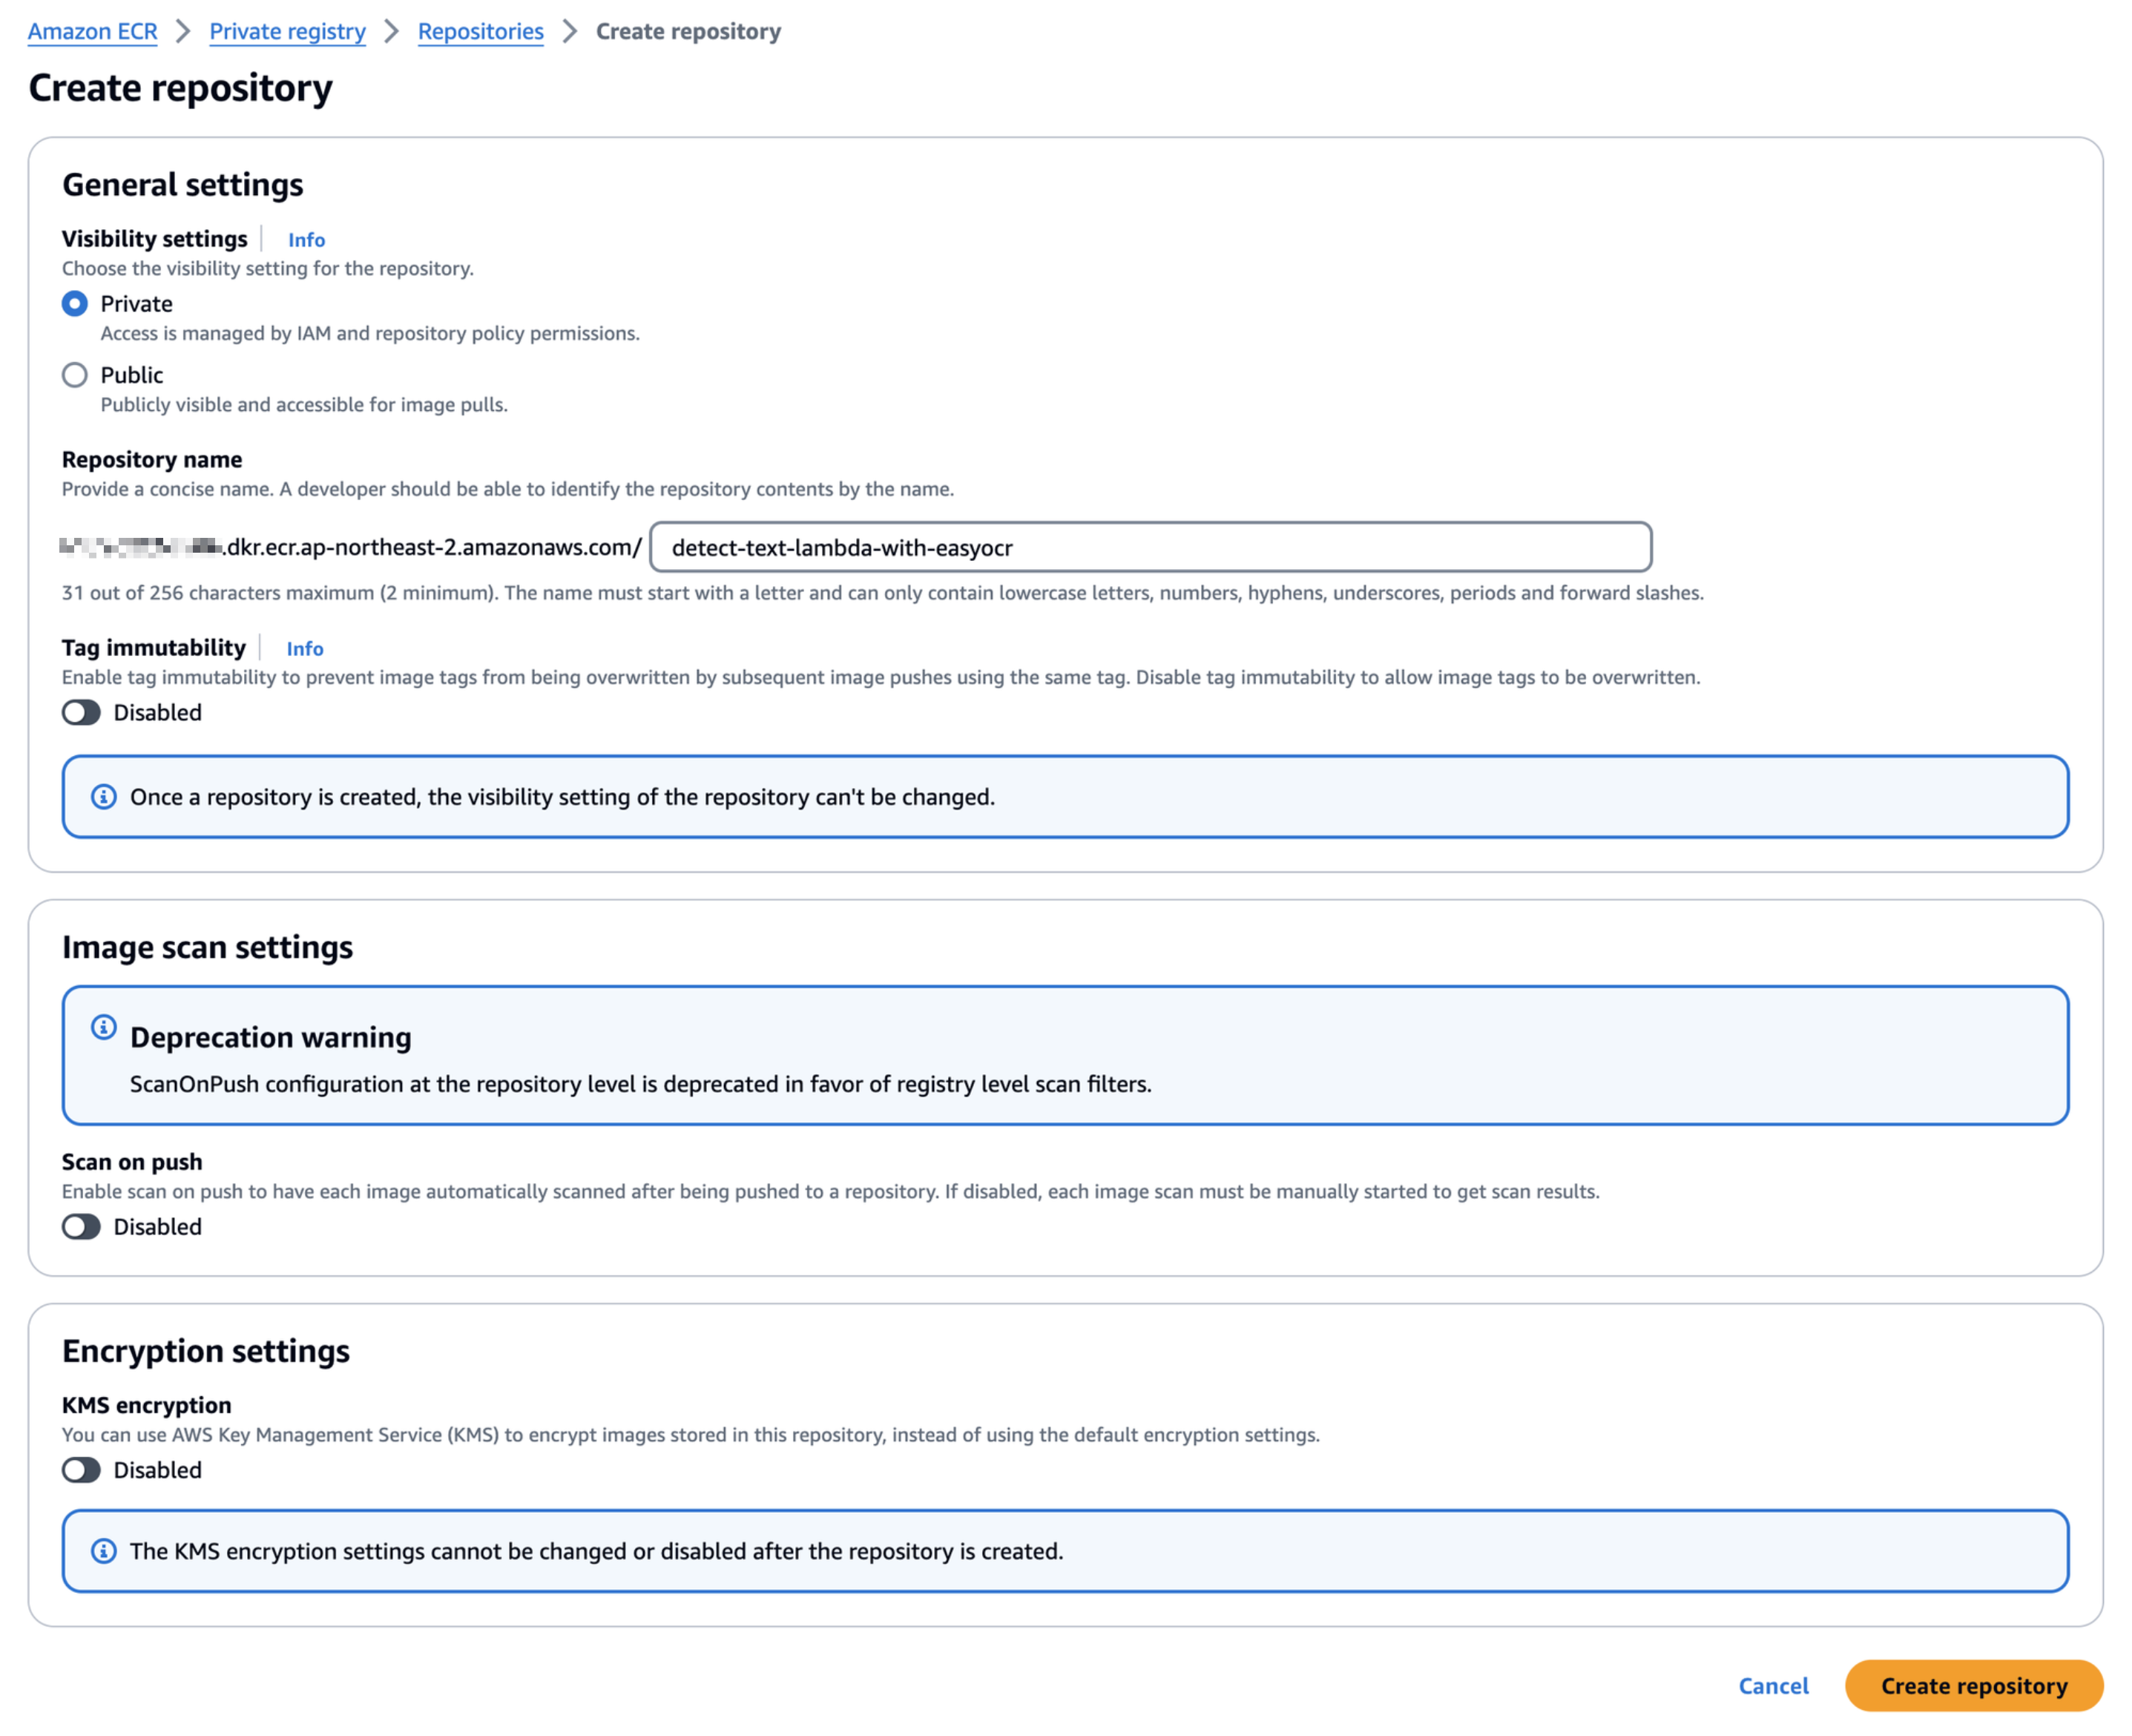 Amazon ECR > Private registry > Repositories > Create repository
Create repository
General settings
Visibility settings | Info
Choose the visibility setting for the repository.
Private
Access is managed by IAM and repository policy permissions.
Public
Publicly visible and accessible for image pulls.
Repository name
Provide a concise name. A developer should be able to identify the repository contents by the name.
.dkr.ecr.ap-northeast-2.amazonaws.com/ detect-text-lambda-with-easyocr
31 out of 256 characters maximum (2 minimum). The name must start with a letter and can only contain lowercase letters, numbers, hyphens, underscores, periods and forward slashes.
Tag immutability | Info
Enable tag immutability to prevent image tags from being overwritten by subsequent image pushes using the same tag. Disable tag immutability to allow image tags to be overwritten.
Disabled
Once a repository is created, the visibility setting of the repository can't be changed.
Image scan settings
Deprecation warning
ScanOnPush configuration at the repository level is deprecated in favor of registry level scan filters.
Scan on push
Enable scan on push to have each image automatically scanned after being pushed to a repository. If disabled, each image scan must be manually started to get scan results.
Disabled
Encryption settings
KMS encryption
You can use AWS Key Management Service (KMS) to encrypt images stored in this repository, instead of using the default encryption settings.
Disabled
The KMS encryption settings cannot be changed or disabled after the repository is created.
Cancel
Create repository